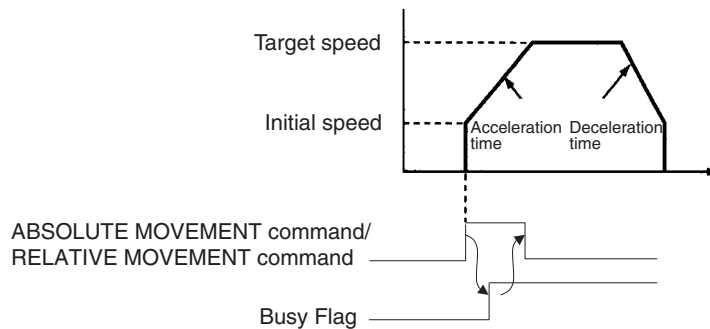 Target speed
Initial speed
Acceleration time
Deceleration time
ABSOLUTE MOVEMENT command/
RELATIVE MOVEMENT command
Busy Flag